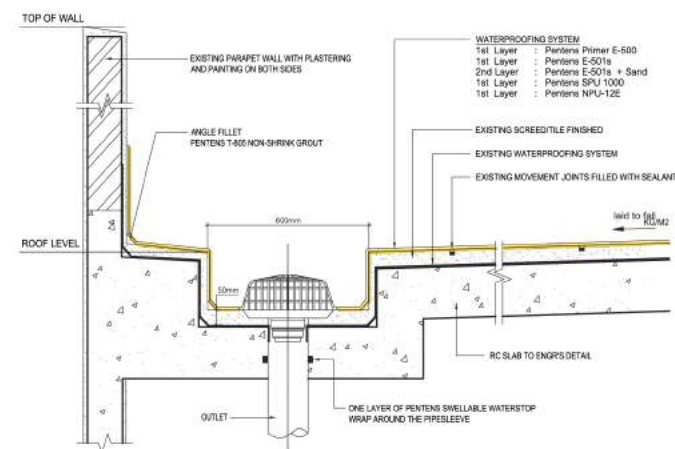 TOP OF WALL
EXISTING PARAPET WALL WITH PLASTERING
AND PAINTING ON BOTH SIDES
WATERPROOFING SYSTEM
1st Layer : Pentens Primer E-500
1st Layer : Pentens E-501s
2nd Layer : Pentens E-501s + Sand
1st Layer : Pentens SPU 1000
1st Layer : Pentens NPU-12E
ANGLE FILLET
PENTENS T-805 NON-SHRINK GROUT
EXISTING SCREED/TILE FINISHED
EXISTING WATERPROOFING SYSTEM
EXISTING MOVEMENT JOINTS FILLED WITH SEALANT
KG/M2
laid to fall
600mm
ROOF LEVEL
50mm
RC SLAB TO ENGR'S DETAIL
OUTLET
ONE LAYER OF PENTENS SWELLABLE WATERSTOP
WRAP AROUND THE PIPESLEEVE